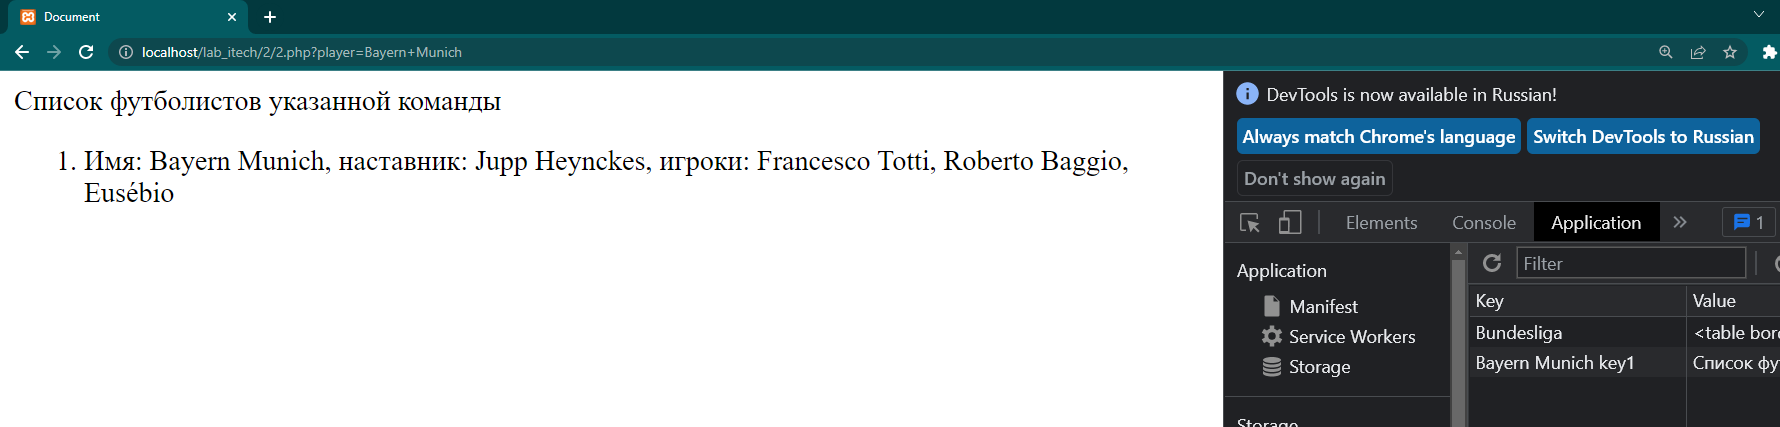 Document
localhost/lab_itech/2/2.php?player=Bayern+Munich
Список футболистов указанной команды
1. Имя: Bayern Munich, наставник: Jupp Heynckes, игроки: Francesco Totti, Roberto Baggio,
Eusébio
DevTools is now available in Russian!
Always match Chrome's language Switch DevTools to Russian
Don't show again
Elements Console Application 1
Application
Manifest
Service Workers
Storage
Storage
Filter
Key Value
Bundesliga <table bor
Bayern Munich key1 Список фу